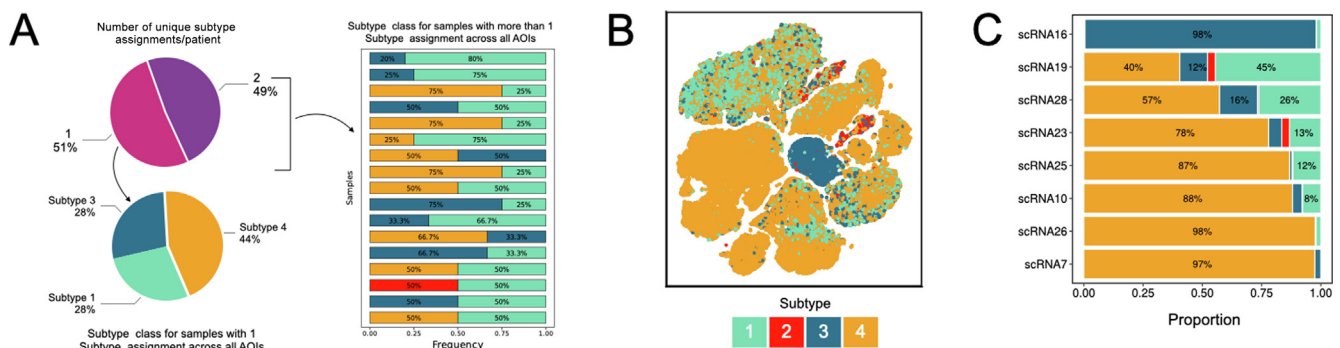 A
Number of unique subtype
assignments/patient
2
49%
1
51%
Subtype 3
28%
Subtype 4
44%
Subtype 1
28%
Subtype class for samples with 1
Subtype assignment across all AOIs
Subtype class for samples with more than 1
Subtype assignment across all AOIs
20% 80%
25% 75%
75% 25%
50% 50%
75% 25%
25% 75%
50% 50%
75% 25%
50% 50%
75% 25%
33.3% 66.7%
66.7% 33.3%
66.7% 33.3%
50% 50%
50% 50%
50% 50%
50% 50%
Samples
0.00 0.25 0.50 0.75 1.00
Frequency
B
Subtype
1 2 3 4
C
scRNA16 98%
scRNA19 40% 12% 45%
scRNA28 57% 16% 26%
scRNA23 78% 13%
scRNA25 87% 12%
scRNA10 88% 8%
scRNA26 98%
scRNA7 97%
0.00 0.25 0.50 0.75 1.00
Proportion